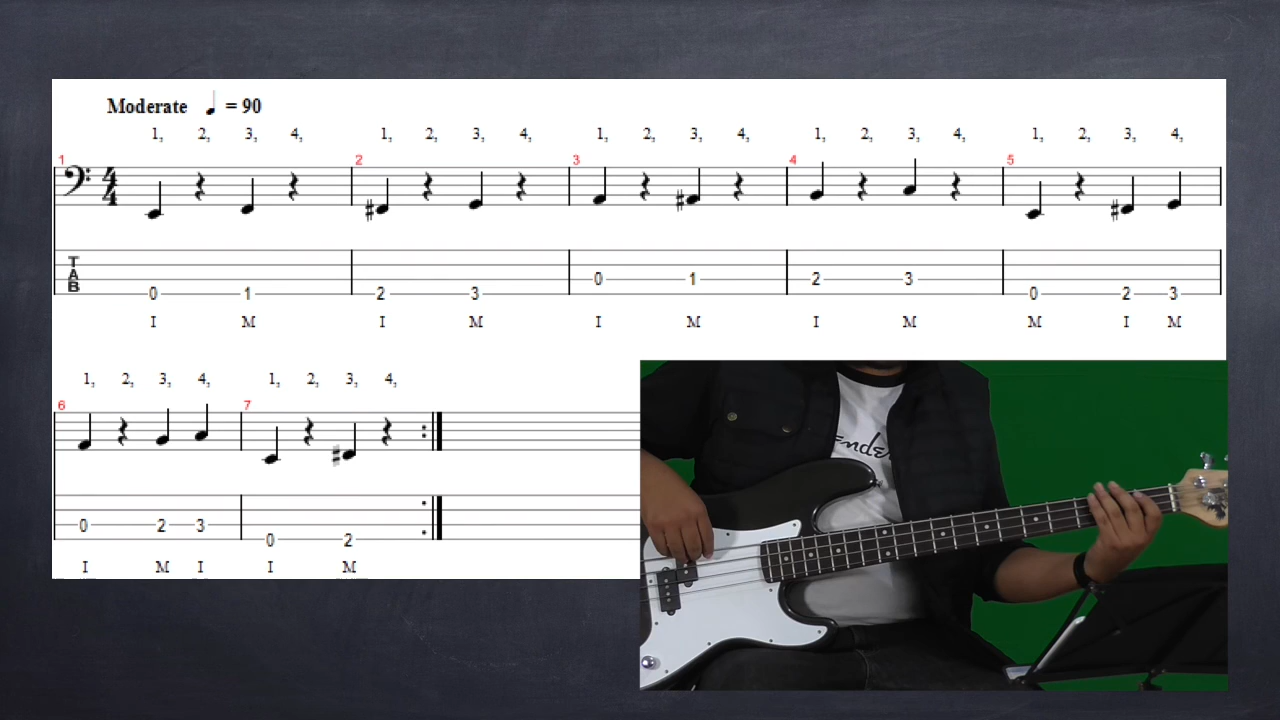 Moderate ♩ = 90
1, 2, 3, 4, 1, 2, 3, 4, 1, 2, 3, 4, 1, 2, 3, 4, 1, 2, 3, 4,
1 2 3 4 5
4
4
T
A
B
0 1 2 3 0 1 2 3 0 2 3
I M I M I M I M M I M
1, 2, 3, 4, 1, 2, 3, 4,
6 7
0 2 3 0 2
I M I I M